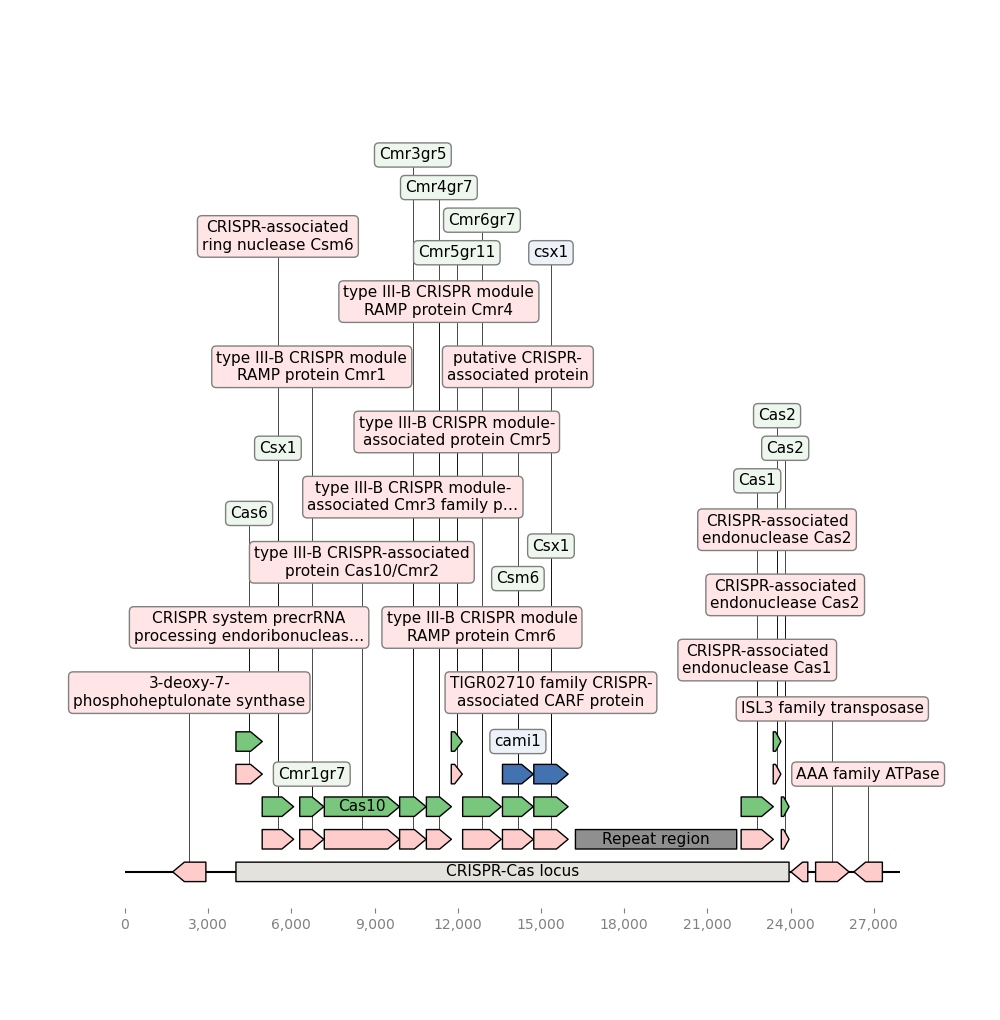 Cmr3gr5
Cmr4gr7
Cmr6gr7
CRISPR-associated
ring nuclease Csm6
Cmr5gr11
csx1
type III-B CRISPR module
RAMP protein Cmr4
type III-B CRISPR module
RAMP protein Cmr1
putative CRISPR-
associated protein
Cas2
type III-B CRISPR module-
associated protein Cmr5
Csx1
Cas2
Cas1
type III-B CRISPR module-
associated Cmr3 family p…
Cas6
CRISPR-associated
endonuclease Cas2
Csx1
type III-B CRISPR-associated
protein Cas10/Cmr2
Csm6
CRISPR-associated
endonuclease Cas2
CRISPR system precrRNA
processing endoribonucleas…
type III-B CRISPR module
RAMP protein Cmr6
CRISPR-associated
endonuclease Cas1
3-deoxy-7-
phosphoheptulonate synthase
TIGR02710 family CRISPR-
associated CARF protein
ISL3 family transposase
cami1
Cmr1gr7
AAA family ATPase
Cas10
Repeat region
CRISPR-Cas locus
0 3,000 6,000 9,000 12,000 15,000 18,000 21,000 24,000 27,000